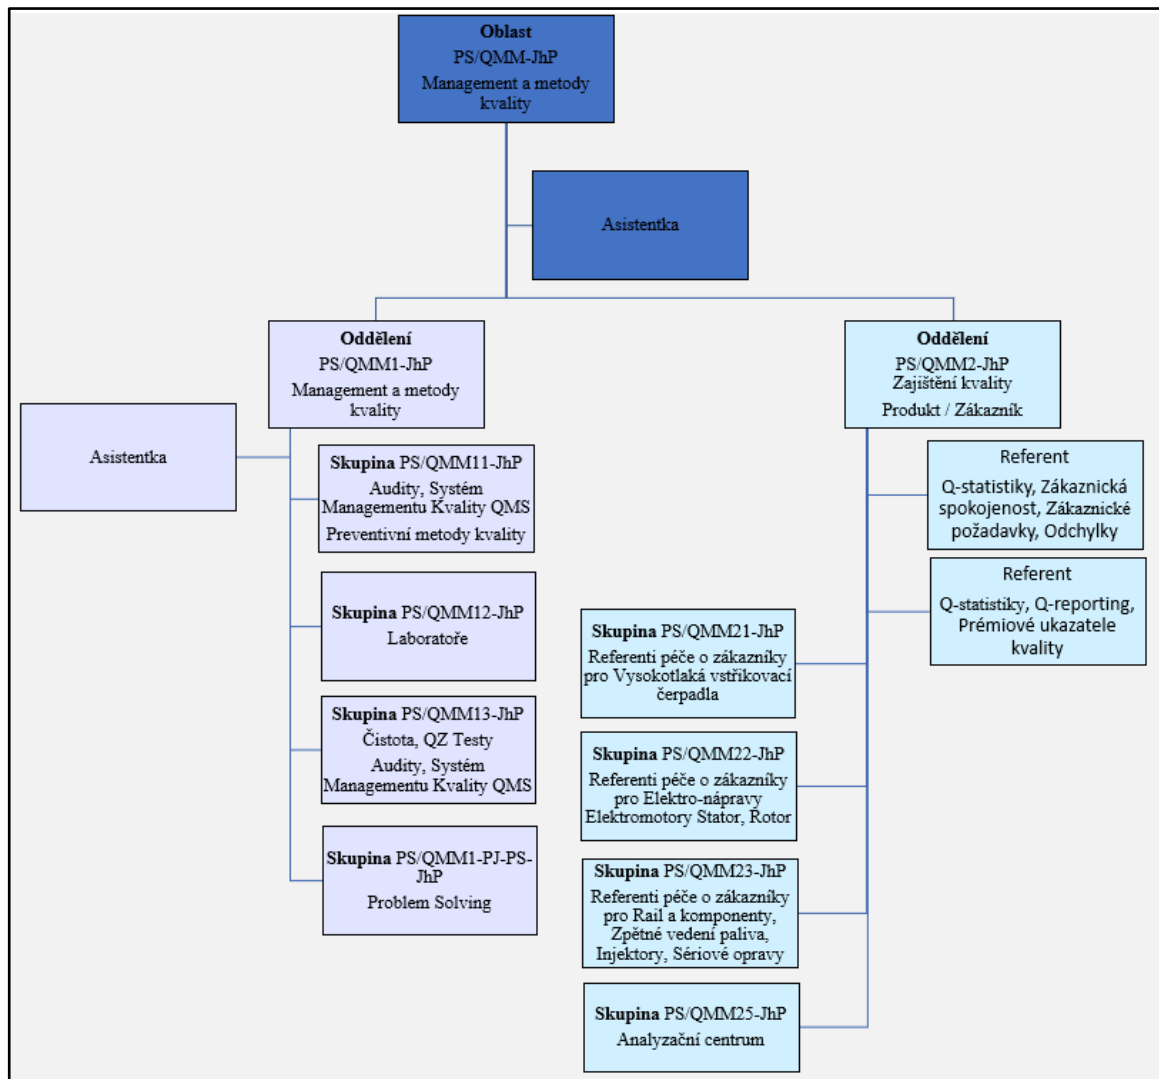 Oblast
PS/QMM-JhP
Management a metody
kvality
Asistentka
Oddělení
PS/QMM1-JhP
Management a metody
kvality
Asistentka
Skupina PS/QMM11-JhP
Audity, Systém
Managementu Kvality QMS
Preventivní metody kvality
Skupina PS/QMM12-JhP
Laboratoře
Skupina PS/QMM13-JhP
Čistota, QZ Testy
Audity, Systém
Managementu Kvality QMS
Skupina PS/QMM1-PJ-PS-
JhP
Problem Solving
Oddělení
PS/QMM2-JhP
Zajištění kvality
Produkt / Zákazník
Referent
Q-statistiky, Zákaznická
spokojenost, Zákaznické
požadavky, Odchylky
Referent
Q-statistiky, Q-reporting,
Prémiové ukazatele
kvality
Skupina PS/QMM21-JhP
Referenti péče o zákazníky
pro Vysokotlaká vstřikovací
čerpadla
Skupina PS/QMM22-JhP
Referenti péče o zákazníky
pro Elektro-nápravy
Elektromotory Stator, Rotor
Skupina PS/QMM23-JhP
Referenti péče o zákazníky
pro Rail a komponenty,
Zpětné vedení paliva,
Injektory, Sériové opravy
Skupina PS/QMM25-JhP
Analyzační centrum